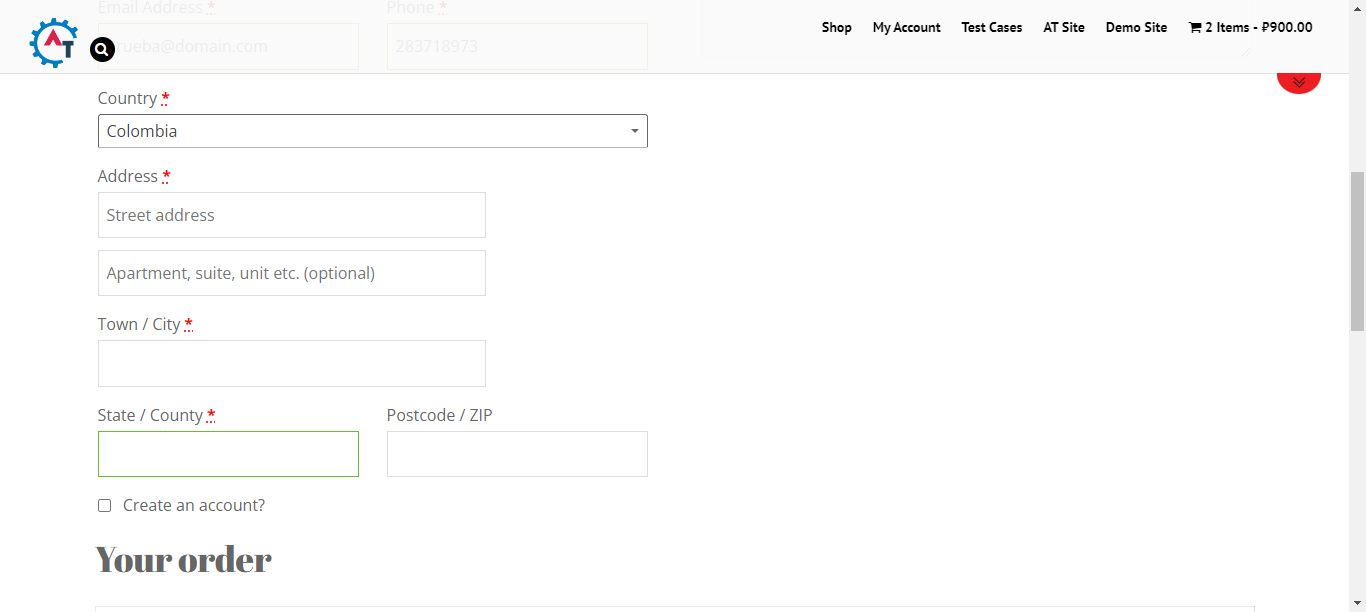 Email Address * Phone *
AT Shop My Account Test Cases AT Site Demo Site 2 Items - ₽900.00
prueba@domain.com 283718973
Country *
Colombia
Address *
Street address
Apartment, suite, unit etc. (optional)
Town / City *
State / County * Postcode / ZIP
Create an account?
Your order